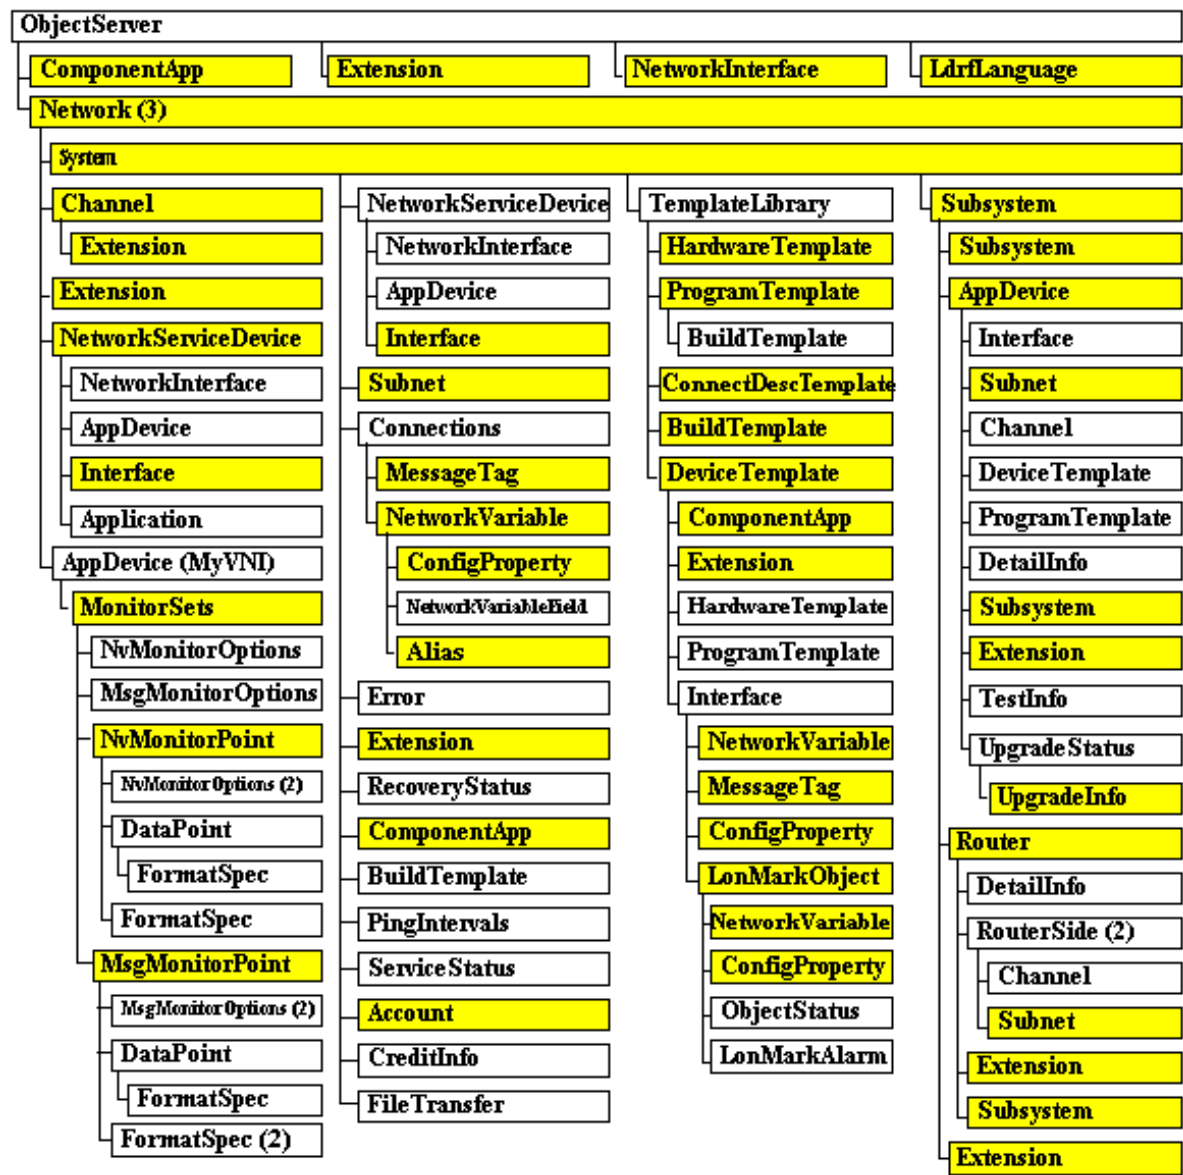 ObjectServer
ComponentApp
Extension
NetworkInterface
LdrfLanguage
Network (3)
System
Channel
Extension
Extension
NetworkServiceDevice
NetworkInterface
AppDevice
Interface
Application
AppDevice (MyVNI)
MonitorSets
NvMonitorOptions
MsgMonitorOptions
NvMonitorPoint
NvMonitorOptions (2)
DataPoint
FormatSpec
FormatSpec
MsgMonitorPoint
MsgMonitorOptions (2)
DataPoint
FormatSpec
FormatSpec (2)
NetworkServiceDevice
NetworkInterface
AppDevice
Interface
Subnet
Connections
MessageTag
NetworkVariable
ConfigProperty
NetworkVariableField
Alias
Error
Extension
RecoveryStatus
ComponentApp
BuildTemplate
PingIntervals
ServiceStatus
Account
CreditInfo
FileTransfer
TemplateLibrary
HardwareTemplate
ProgramTemplate
BuildTemplate
ConnectDescTemplate
BuildTemplate
DeviceTemplate
ComponentApp
Extension
HardwareTemplate
ProgramTemplate
Interface
NetworkVariable
MessageTag
ConfigProperty
LonMarkObject
NetworkVariable
ConfigProperty
ObjectStatus
LonMarkAlarm
Subsystem
Subsystem
AppDevice
Interface
Subnet
Channel
DeviceTemplate
ProgramTemplate
DetailInfo
Subsystem
Extension
TestInfo
UpgradeStatus
UpgradeInfo
Router
DetailInfo
RouterSide (2)
Channel
Subnet
Extension
Subsystem
Extension